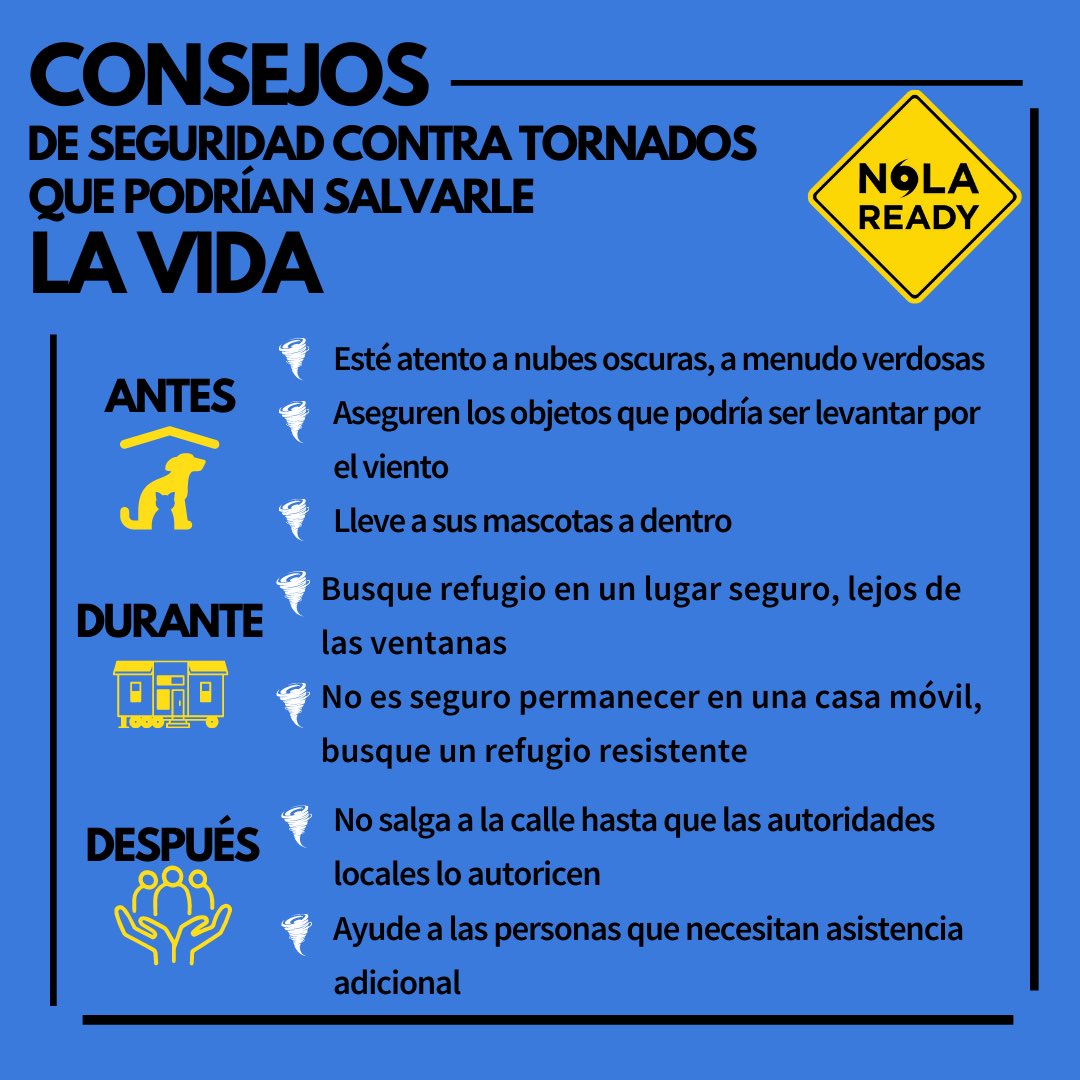 CONSEJOS
DE SEGURIDAD CONTRA TORNADOS
QUE PODRÍAN SALVARLE
LA VIDA
NOLA
READY
ANTES
Esté atento a nubes oscuras, a menudo verdosas
Aseguren los objetos que podría ser levantar por
el viento
Lleve a sus mascotas a dentro
DURANTE
Busque refugio en un lugar seguro, lejos de
las ventanas
No es seguro permanecer en una casa móvil,
busque un refugio resistente
DESPUÉS
No salga a la calle hasta que las autoridades
locales lo autoricen
Ayude a las personas que necesitan asistencia
adicional